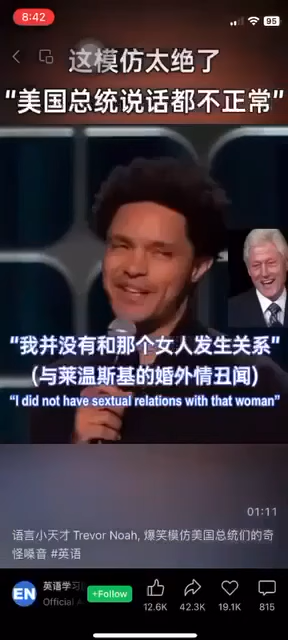 8:42
95
这模仿太绝了
“美国总统说话都不正常”
“我并没有和那个女人发生关系”
(与莱温斯基的婚外情丑闻)
“I did not have sextual relations with that woman”
01:11
语言小天才 Trevor Noah, 爆笑模仿美国总统们的奇
怪嗓音 #英语
EN
英语学习
Official
+Follow
12.6K
42.3K
19.1K
815